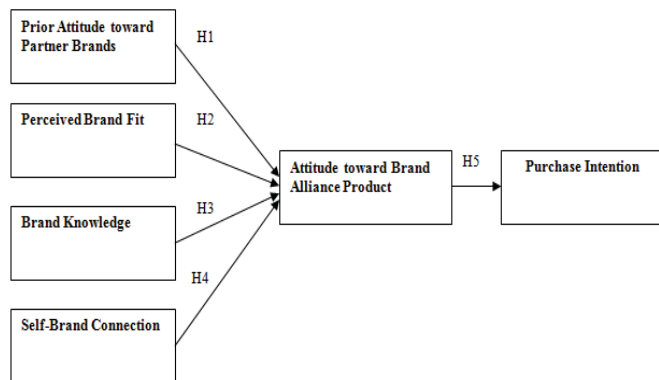 Prior Attitude toward
Partner Brands
H1
Perceived Brand Fit
H2
Attitude toward Brand
Alliance Product
H5
Purchase Intention
Brand Knowledge
H3
H4
Self-Brand Connection